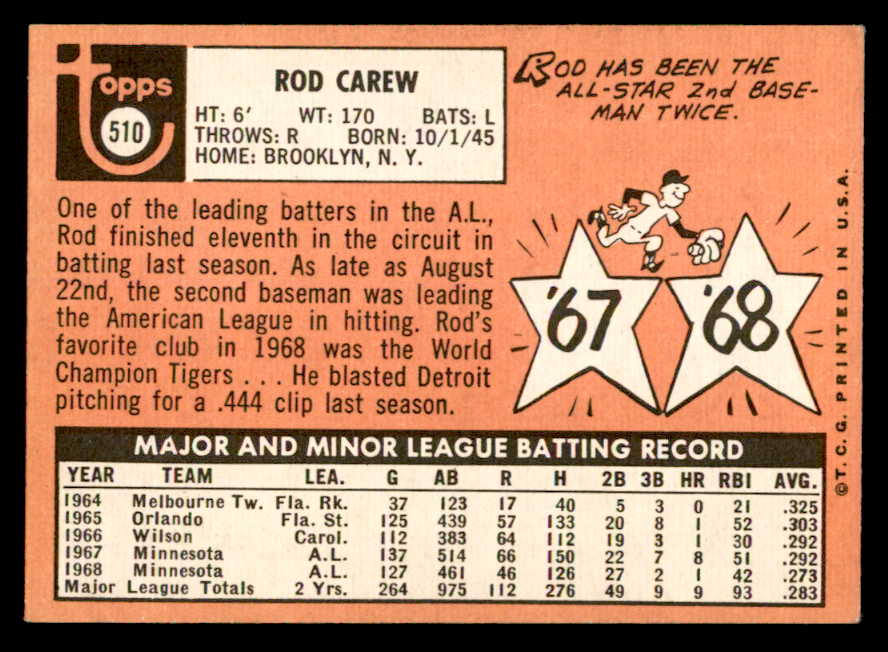 Topps
510
ROD CAREW
HT: 6' WT: 170 BATS: L
THROWS: R BORN: 10/1/45
HOME: BROOKLYN, N. Y.
ROD HAS BEEN THE
ALL-STAR 2nd BASE-
MAN TWICE.
One of the leading batters in the A.L.,
Rod finished eleventh in the circuit in
batting last season. As late as August
22nd, the second baseman was leading
the American League in hitting. Rod's
favorite club in 1968 was the World
Champion Tigers . . . He blasted Detroit
pitching for a .444 clip last season.
'67
'68
©T.C.G. PRINTED IN U.S.A.
MAJOR AND MINOR LEAGUE BATTING RECORD
YEAR TEAM LEA. G AB R H 2B 3B HR RBI AVG.
1964 Melbourne Tw. Fla. Rk. 37 123 17 40 5 3 0 21 .325
1965 Orlando Fla. St. 125 439 57 133 20 8 1 52 .303
1966 Wilson Carol. 112 383 64 112 19 3 1 30 .292
1967 Minnesota A.L. 137 514 66 150 22 7 8 51 .292
1968 Minnesota A.L. 127 461 46 126 27 2 1 42 .273
Major League Totals 2 Yrs. 264 975 112 276 49 9 9 93 .283